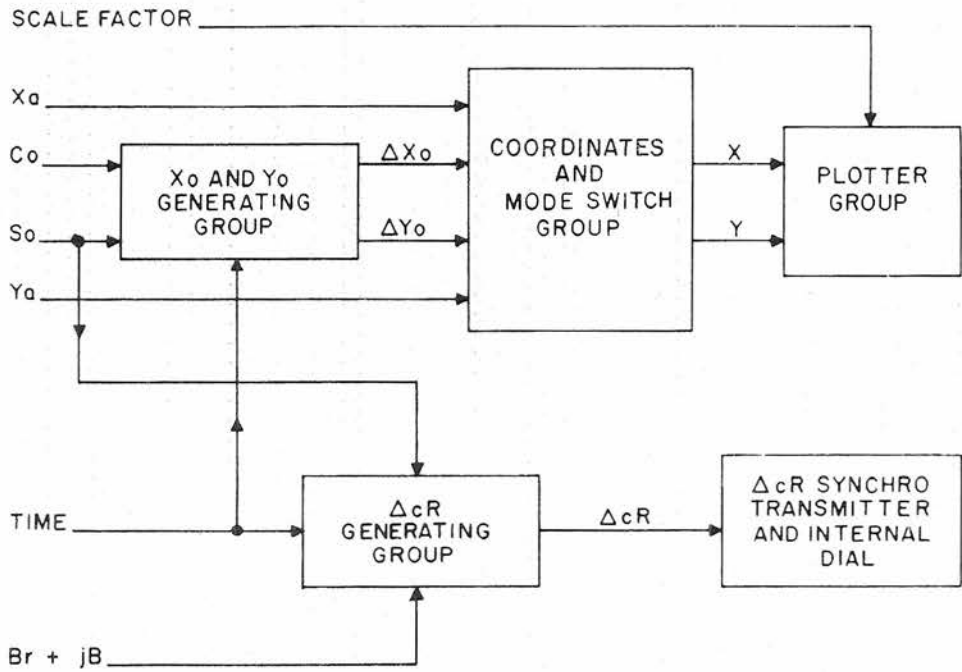 SCALE FACTOR
Xa
Co
So
Ya
Xo AND Yo
GENERATING
GROUP
ΔXo
ΔYo
COORDINATES
AND
MODE SWITCH
GROUP
X
Y
PLOTTER
GROUP
TIME
ΔcR
GENERATING
GROUP
ΔcR
ΔcR SYNCHRO
TRANSMITTER
AND INTERNAL
DIAL
Br + jB